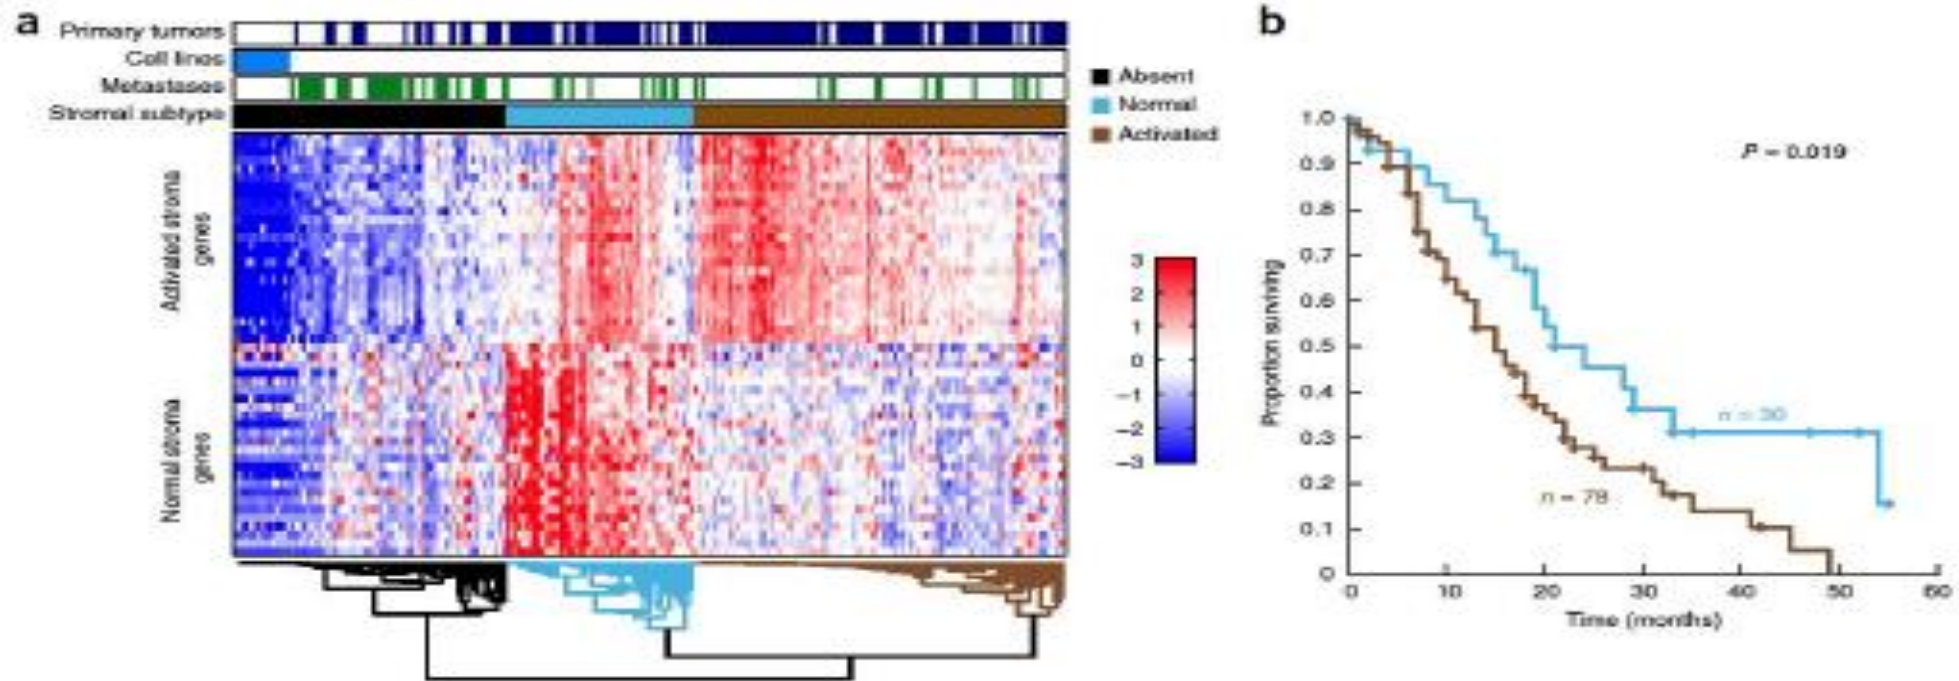 a
Primary tumors
Cell lines
Metastases
Stromal subtype
Activated stroma
genes
Normal stroma
genes
Absent
Normal
Activated
3
2
1
0
−1
−2
−3
b
1.0
0.9
0.8
0.7
0.6
0.5
0.4
0.3
0.2
0.1
0
Proportion surviving
P = 0.019
n = 30
n = 78
0 10 20 30 40 50 60
Time (months)